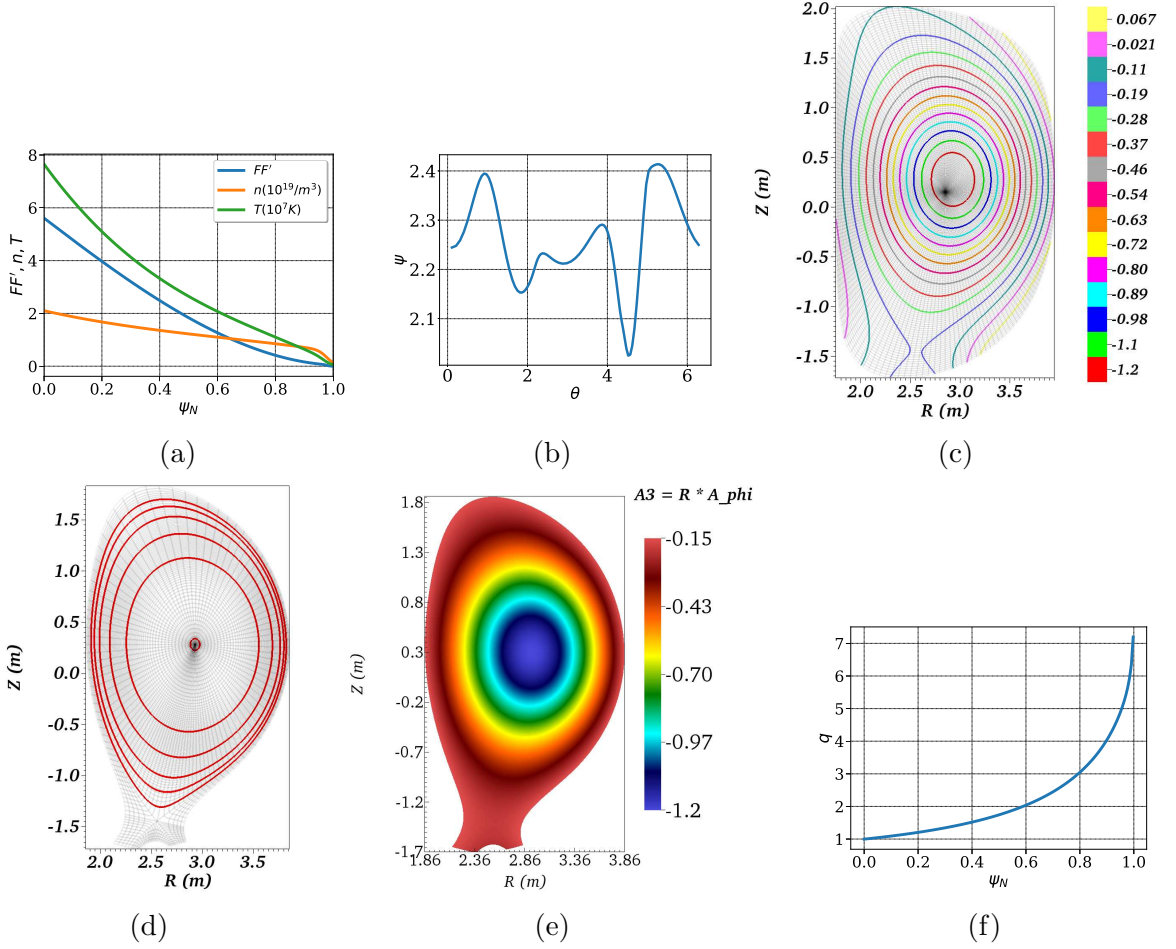 8
6
4
2
0
FF′, n, T
FF′
n(10^19/m^3)
T(10^7K)
0.0 0.2 0.4 0.6 0.8 1.0
ψ_N
(a)
2.4
2.3
2.2
2.1
ψ
0 2 4 6
θ
(b)
2.0
1.5
1.0
0.5
0.0
-0.5
-1.0
-1.5
Z (m)
2.0 2.5 3.0 3.5
R (m)
0.067
-0.021
-0.11
-0.19
-0.28
-0.37
-0.46
-0.54
-0.63
-0.72
-0.80
-0.89
-0.98
-1.1
-1.2
(c)
1.5
1.0
0.5
0.0
-0.5
-1.0
-1.5
Z (m)
2.0 2.5 3.0 3.5
R (m)
(d)
A3 = R * A_phi
1.8
1.3
0.8
0.3
-0.2
-0.7
-1.2
-1.7
Z (m)
1.86 2.36 2.86 3.36 3.86
R (m)
-0.15
-0.43
-0.70
-0.97
-1.2
(e)
7
6
5
4
3
2
1
q
0.0 0.2 0.4 0.6 0.8 1.0
ψ_N
(f)